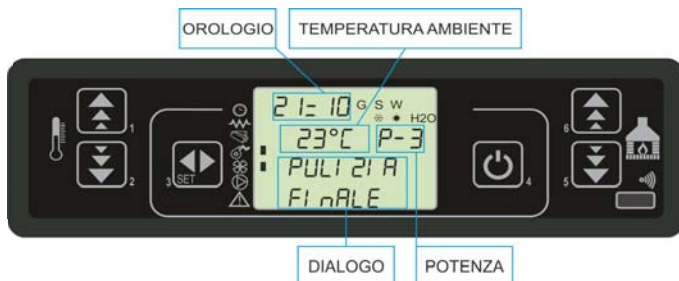 OROLOGIO
TEMPERATURA AMBIENTE
21:10 G S W
H2O
23°C P-3
PULIZIA
FINALE
1
2
3 SET
4
6
5
DIALOGO
POTENZA